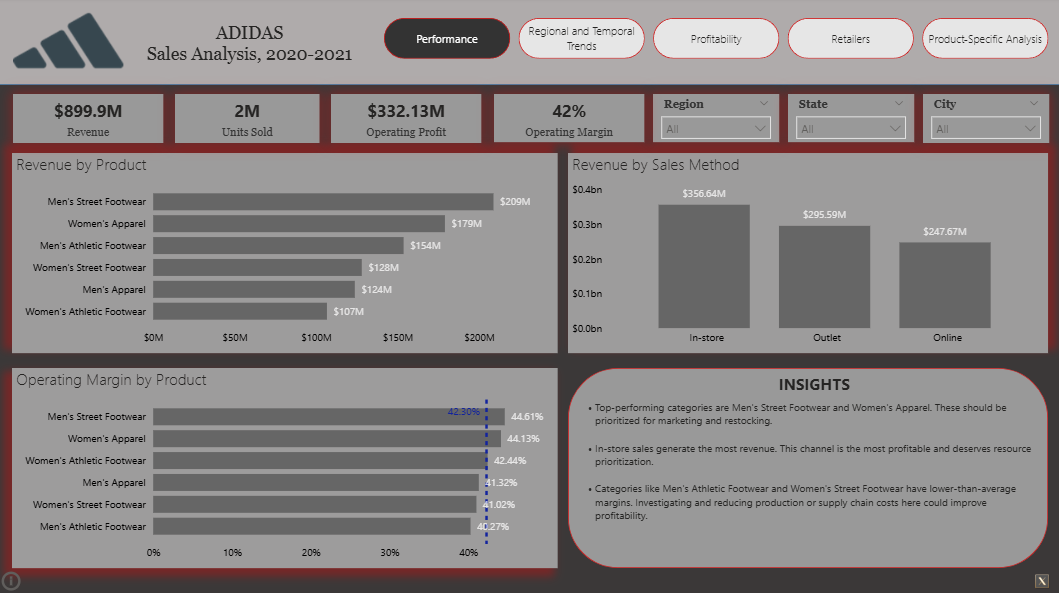 ADIDAS
Sales Analysis, 2020-2021
Performance
Regional and Temporal
Trends
Profitability
Retailers
Product-Specific Analysis
$899.9M
Revenue
2M
Units Sold
$332.13M
Operating Profit
42%
Operating Margin
Region
All
State
All
City
All
Revenue by Product
Men's Street Footwear $209M
Women's Apparel $179M
Men's Athletic Footwear $154M
Women's Street Footwear $128M
Men's Apparel $124M
Women's Athletic Footwear $107M
$0M $50M $100M $150M $200M
Revenue by Sales Method
$0.4bn
$0.3bn
$0.2bn
$0.1bn
$0.0bn
$356.64M
$295.59M
$247.67M
In-store Outlet Online
Operating Margin by Product
42.30%
Men's Street Footwear 44.61%
Women's Apparel 44.13%
Women's Athletic Footwear 42.44%
Men's Apparel 41.32%
Women's Street Footwear 41.02%
Men's Athletic Footwear 40.27%
0% 10% 20% 30% 40%
INSIGHTS
• Top-performing categories are Men's Street Footwear and Women's Apparel. These should be
prioritized for marketing and restocking.
• In-store sales generate the most revenue. This channel is the most profitable and deserves resource
prioritization.
• Categories like Men's Athletic Footwear and Women's Street Footwear have lower-than-average
margins. Investigating and reducing production or supply chain costs here could improve
profitability.
X